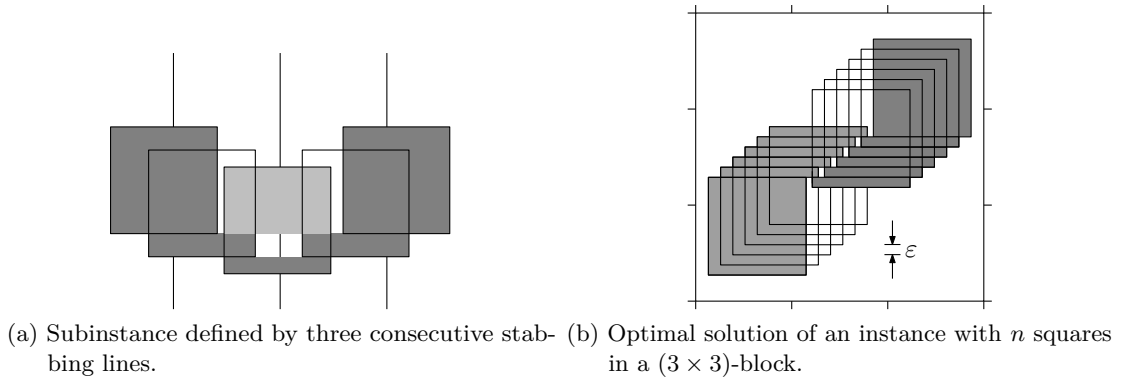 ε
(a) Subinstance defined by three consecutive stab-
bing lines.
(b) Optimal solution of an instance with n squares
in a (3 × 3)-block.